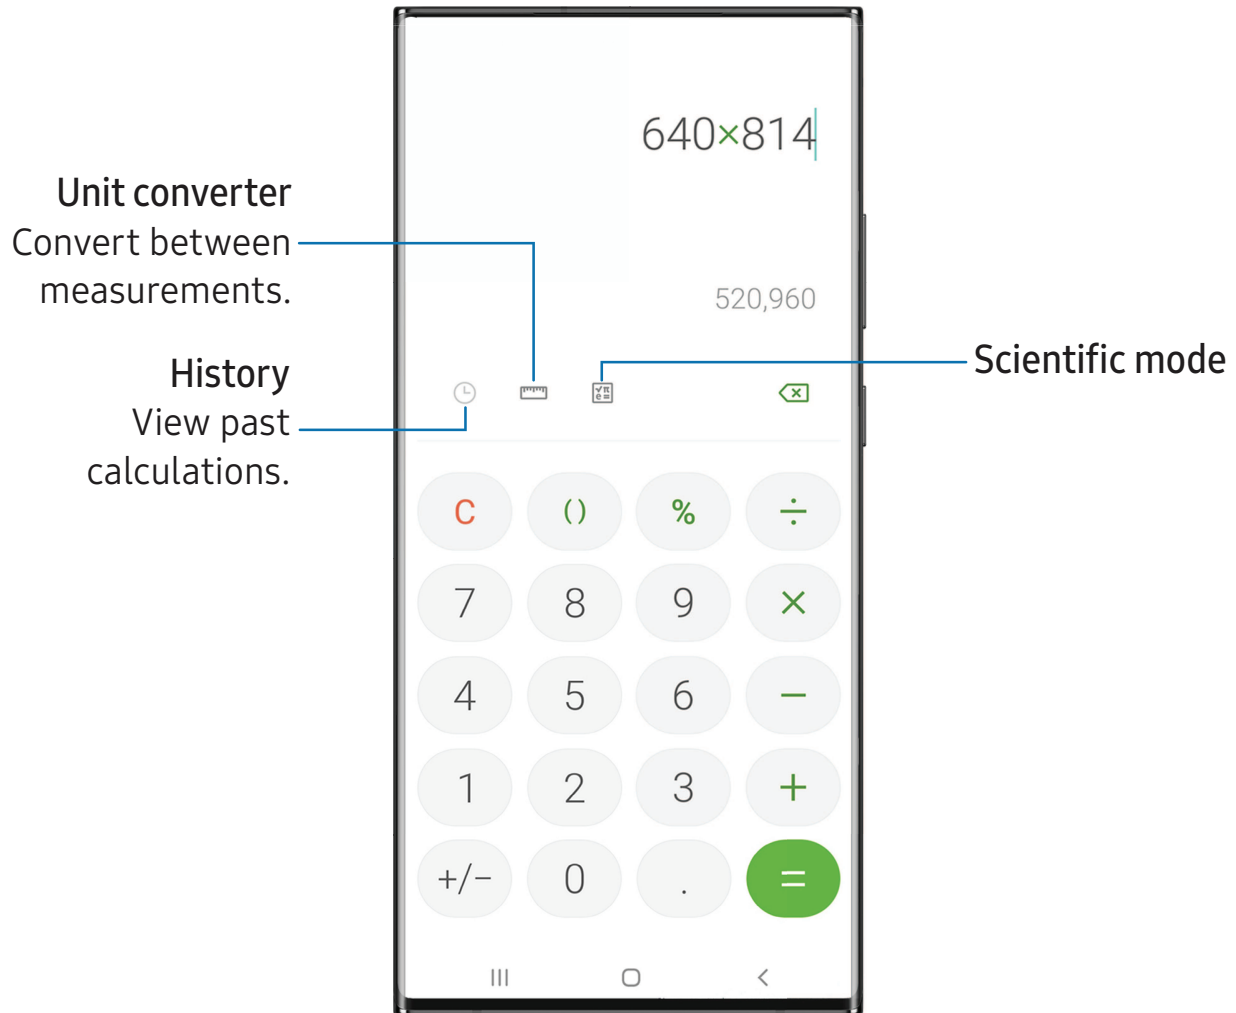 640×814
Unit converter
Convert between
measurements.
520,960
Scientific mode
History
View past
calculations.
√π
e=
C () % ÷
7 8 9 ×
4 5 6 −
1 2 3 +
+/− 0 . =